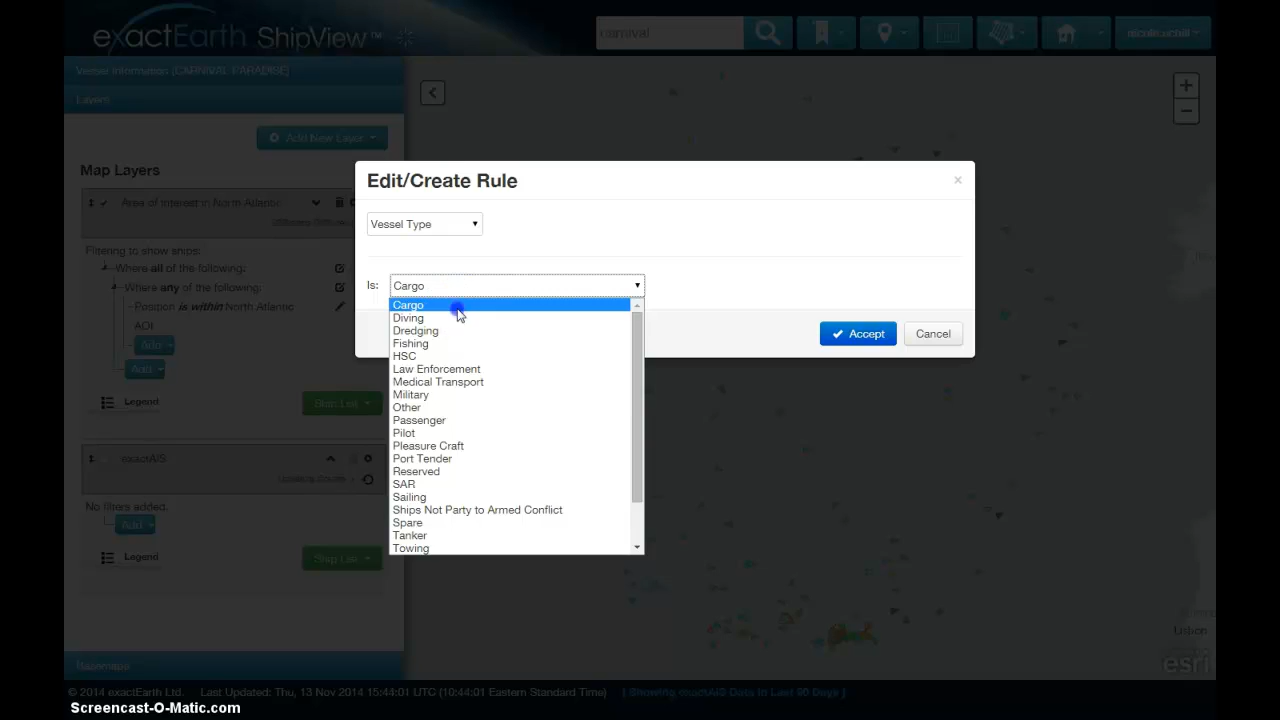 exactEarth ShipView™
carnival
nicole.schill
Vessel Information (CARNIVAL PARADISE)
Layers
Add New Layer
Map Layers
Area of Interest in North Atlantic
Filtering to show ships:
Where all of the following:
Where any of the following:
Position is within North Atlantic
AOI
Add
Add
Legend
Ship List
exactAIS
No filters added.
Add
Legend
Ship List
Edit/Create Rule
×
Vessel Type
Is: Cargo
Cargo
Diving
Dredging
Fishing
HSC
Law Enforcement
Medical Transport
Military
Other
Passenger
Pilot
Pleasure Craft
Port Tender
Reserved
SAR
Sailing
Ships Not Party to Armed Conflict
Spare
Tanker
Towing
Accept
Cancel
Lisbon
esri
© 2014 exactEarth Ltd. Last Updated: Thu, 13 Nov 2014 15:44:01 UTC (10:44:01 Eastern Standard Time) [ Showing exactAIS Data in Last 90 Days ]
Screencast-O-Matic.com